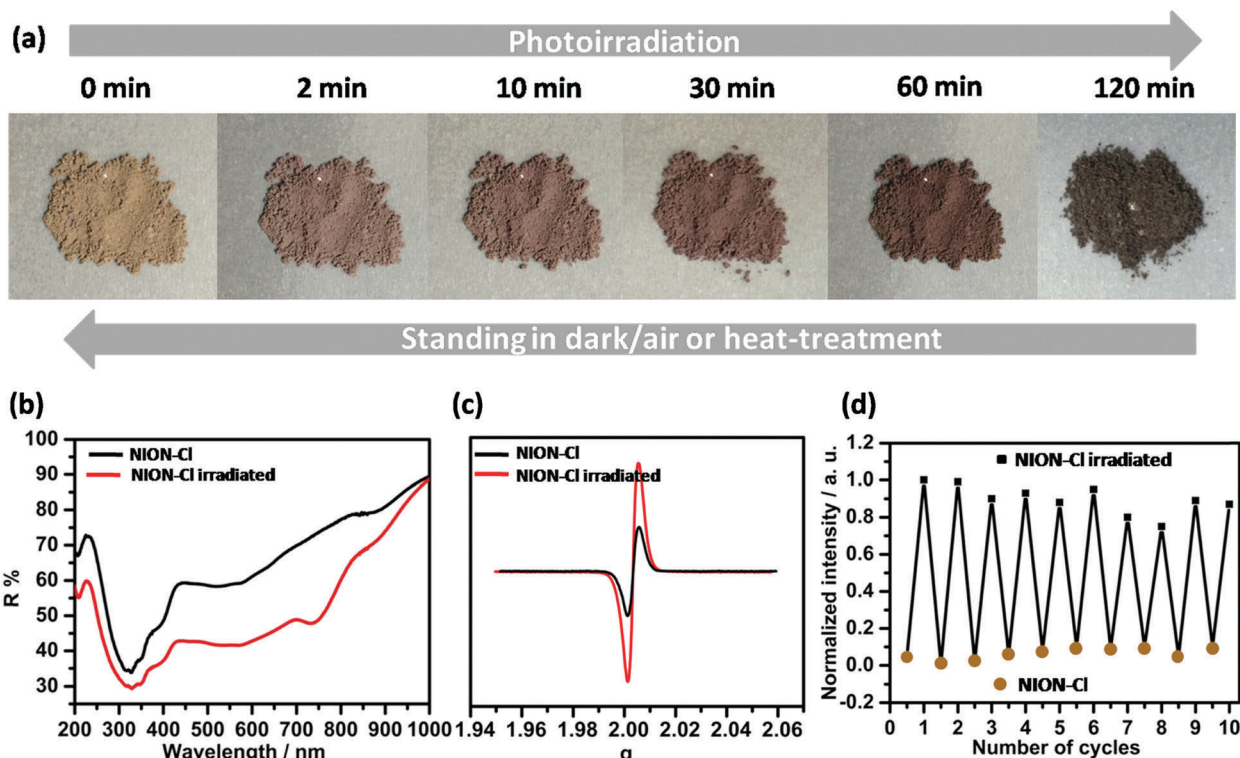 (a)
Photoirradiation
0 min 2 min 10 min 30 min 60 min 120 min
Standing in dark/air or heat-treatment
(b)
100
90
80
70
60
50
40
30
R %
NION-Cl
NION-Cl irradiated
200 300 400 500 600 700 800 900 1000
Wavelength / nm
(c)
NION-Cl
NION-Cl irradiated
1.94 1.96 1.98 2.00 2.02 2.04 2.06
(d)
1.2
1.0
0.8
0.6
0.4
0.2
0.0
-0.2
Normalized intensity / a. u.
NION-Cl irradiated
NION-Cl
0 1 2 3 4 5 6 7 8 9 10
Number of cycles